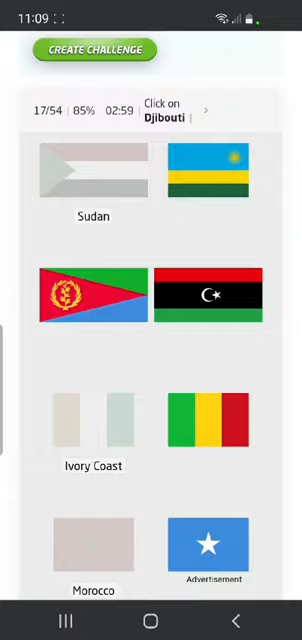 11:09
CREATE CHALLENGE
17/54 | 85% | 02:59 | Click on Djibouti |
Sudan
Ivory Coast
Advertisement
Morocco